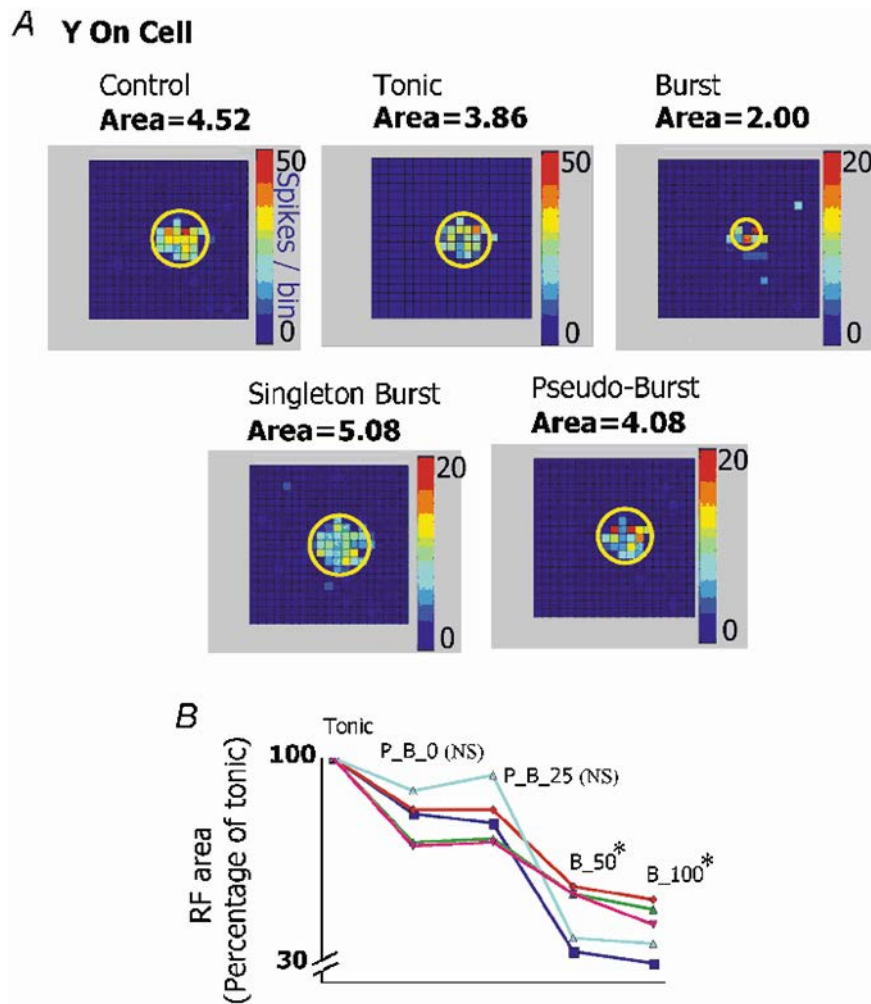 A Y On Cell
Control
Area=4.52
Tonic
Area=3.86
Burst
Area=2.00
50
Spikes / bin
0
50
0
20
0
Singleton Burst
Area=5.08
Pseudo-Burst
Area=4.08
20
0
20
0
B
Tonic
100
P_B_0 (NS)
P_B_25 (NS)
B_50*
B_100*
30
RF area
(Percentage of tonic)